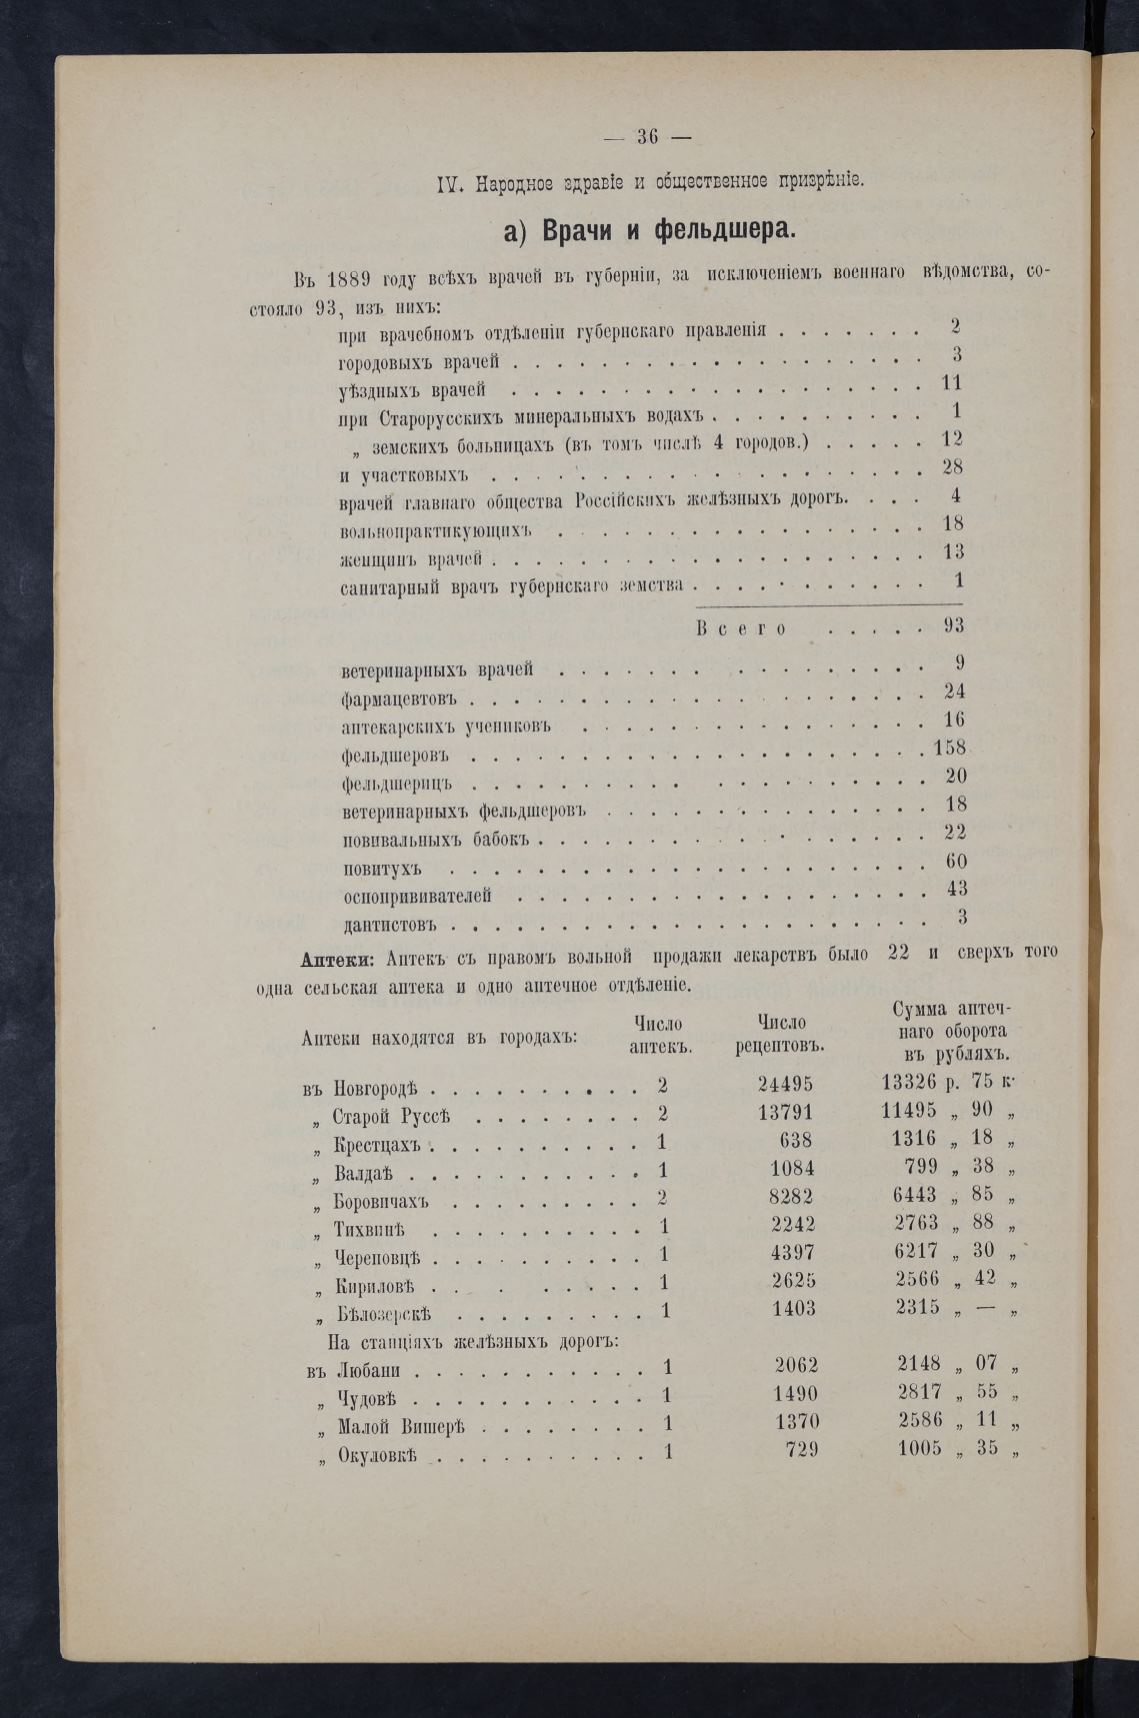 — 36 —
IV. Народное здравіе и общественное призрѣніе.
а) Врачи и фельдшера.
Въ 1889 году всѣхъ врачей въ губерніи, за исключеніемъ военнаго вѣдомства, со-
стояло 93, изъ нихъ:
при врачебномъ отдѣленіи губернскаго правленія . . . . . . . 2
городовыхъ врачей . . . . . . . . . . . . . . . . . . . 3
уѣздныхъ врачей . . . . . . . . . . . . . . . . . . . 11
при Старорусскихъ минеральныхъ водахъ . . . . . . . . . . 1
„ земскихъ больницахъ (въ томъ числѣ 4 городов.) . . . . . 12
и участковыхъ . . . . . . . . . . . . . . . . . . . 28
врачей главнаго общества Россійскихъ желѣзныхъ дорогъ. . . . 4
вольнопрактикующихъ . . . . . . . . . . . . . . . . . 18
женщинъ врачей . . . . . . . . . . . . . . . . . . . . 13
санитарный врачъ губернскаго земства . . . . . . . . . . . 1
Всего . . . . . 93
ветеринарныхъ врачей . . . . . . . . . . . . . . . . . 9
фармацевтовъ . . . . . . . . . . . . . . . . . . . . . 24
аптекарскихъ учениковъ . . . . . . . . . . . . . . . . 16
фельдшеровъ . . . . . . . . . . . . . . . . . . . . . 158
фельдшерицъ . . . . . . . . . . . . . . . . . . . . 20
ветеринарныхъ фельдшеровъ . . . . . . . . . . . . . . . 18
повивальныхъ бабокъ . . . . . . . . . . . . . . . . . . 22
повитухъ . . . . . . . . . . . . . . . . . . . . . . 60
оспопрививателей . . . . . . . . . . . . . . . . . . . 43
дантистовъ . . . . . . . . . . . . . . . . . . . . . . 3
Аптеки: Аптекъ съ правомъ вольной продажи лекарствъ было 22 и сверхъ того
одна сельская аптека и одно аптечное отдѣленіе.
Аптеки находятся въ городахъ: Число аптекъ. Число рецептовъ. Сумма аптеч-наго оборота въ рубляхъ.
въ Новгородѣ . . . . . . . . . . 2 24495 13326 р. 75 к.
„ Старой Руссѣ . . . . . . . . 2 13791 11495 „ 90 „
„ Крестцахъ . . . . . . . . . . 1 638 1316 „ 18 „
„ Валдаѣ . . . . . . . . . . . 1 1084 799 „ 38 „
„ Боровичахъ . . . . . . . . . 2 8282 6443 „ 85 „
„ Тихвинѣ . . . . . . . . . . 1 2242 2763 „ 88 „
„ Череповцѣ . . . . . . . . . . 1 4397 6217 „ 30 „
„ Кириловѣ . . . . . . . . 1 2625 2566 „ 42 „
„ Бѣлозерскѣ . . . . . . . . . 1 1403 2315 „ — „
На станціяхъ желѣзныхъ дорогъ:
въ Любани . . . . . . . . . . . 1 2062 2148 „ 07 „
„ Чудовѣ . . . . . . . . . . . 1 1490 2817 „ 55 „
„ Малой Вишерѣ . . . . . . . . 1 1370 2586 „ 11 „
„ Окуловкѣ . . . . . . . . . . 1 729 1005 „ 35 „